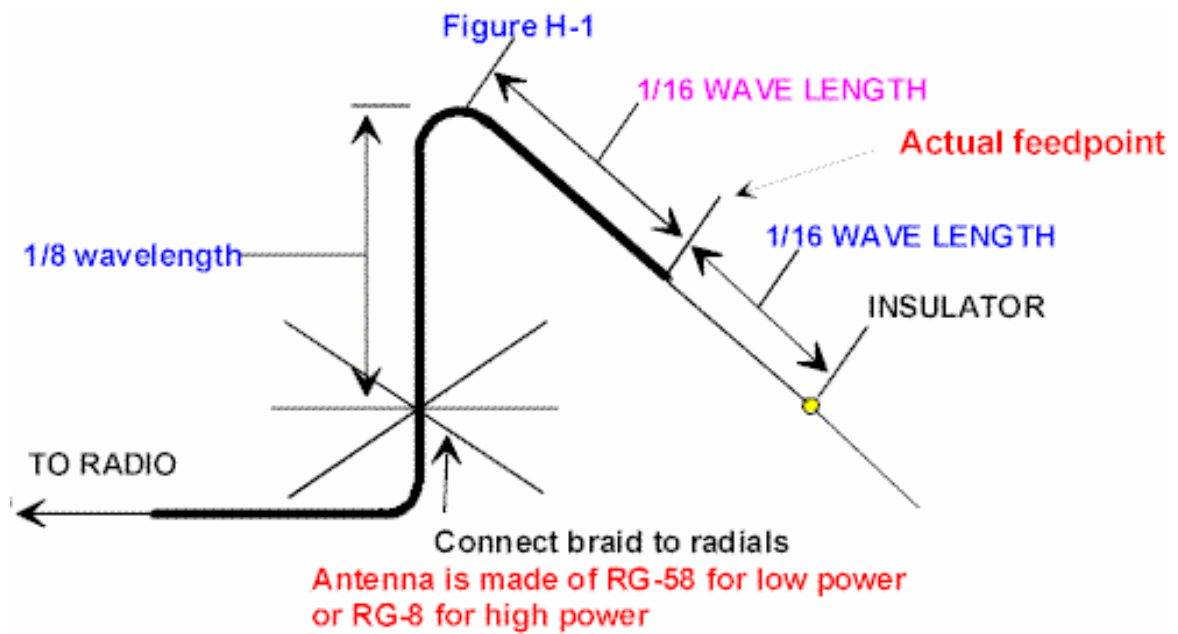 Figure H-1
1/16 WAVE LENGTH
Actual feedpoint
1/16 WAVE LENGTH
1/8 wavelength
INSULATOR
TO RADIO
Connect braid to radials
Antenna is made of RG-58 for low power
or RG-8 for high power